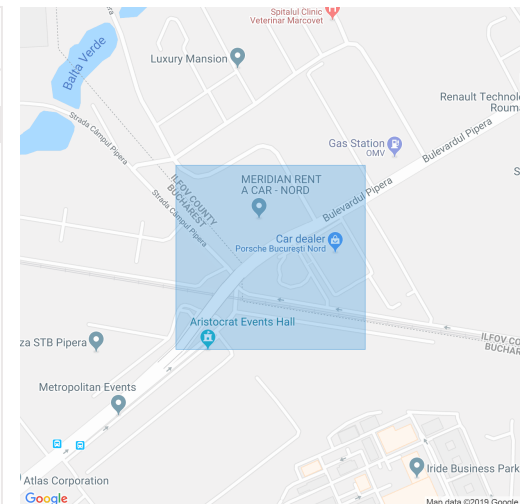 Spitalul Clinic
Veterinar Marcovet
Luxury Mansion
Balta Verde
Renault Technol
Rouma
Strada Câmpul Pipera
Gas Station
OMV
Bulevardul Pipera
MERIDIAN RENT
A CAR - NORD
ILFOV COUNTY
BUCHAREST
Strada Câmpul Pipera
Bulevardul Pipera
Car dealer
Porsche București Nord
Aristocrat Events Hall
ILFOV CO
BUCHAR
za STB Pipera
Metropolitan Events
Iride Business Park
Atlas Corporation
Google
Map data ©2019 Google